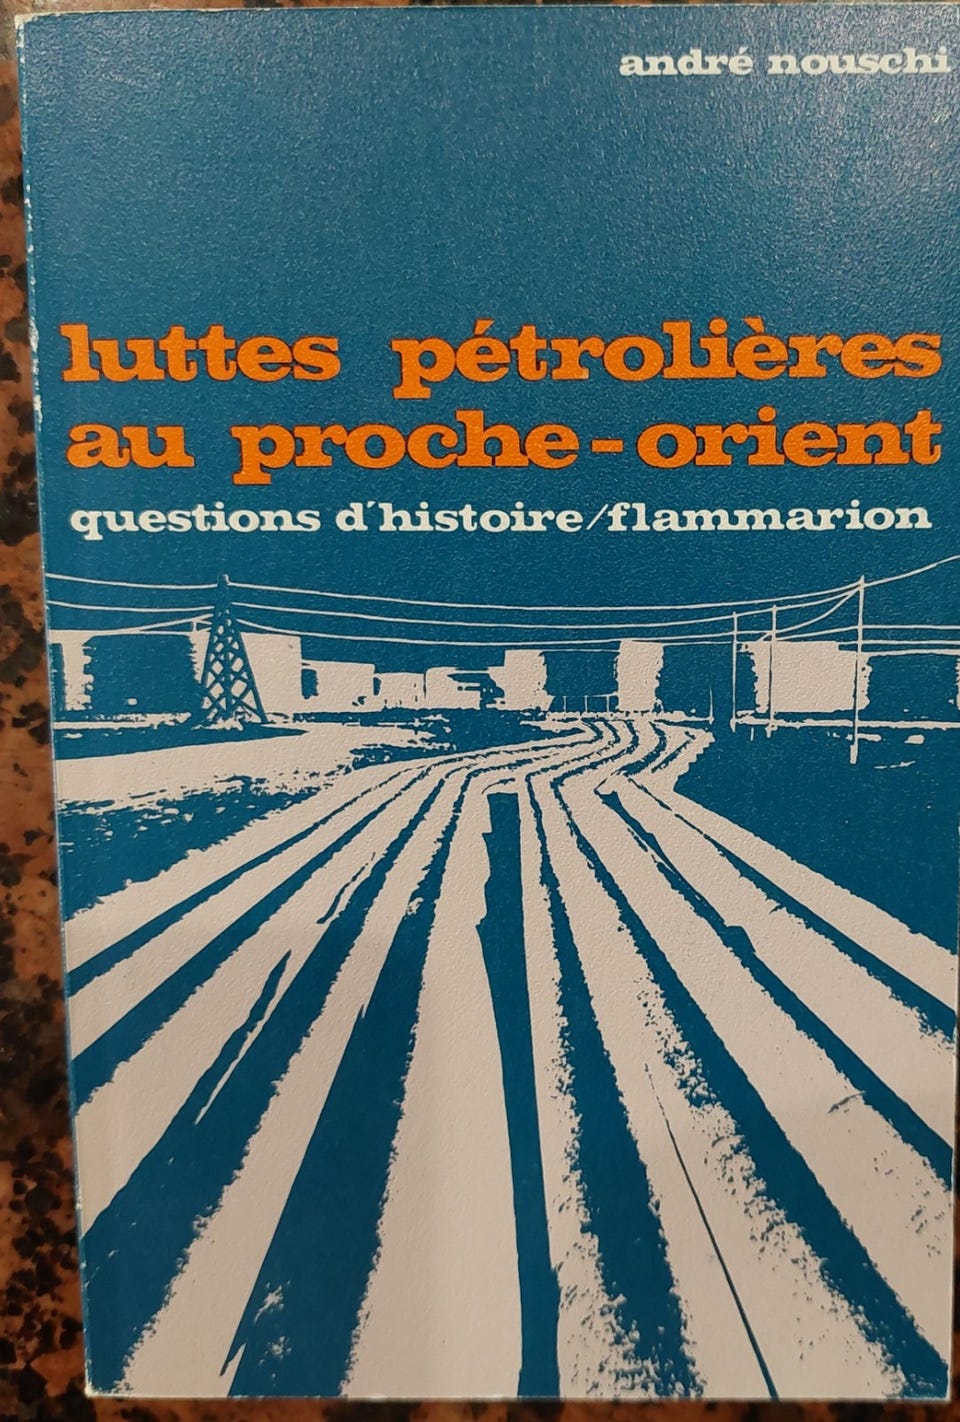 andré nouschi
luttes pétrolières
au proche-orient
questions d'histoire/flammarion